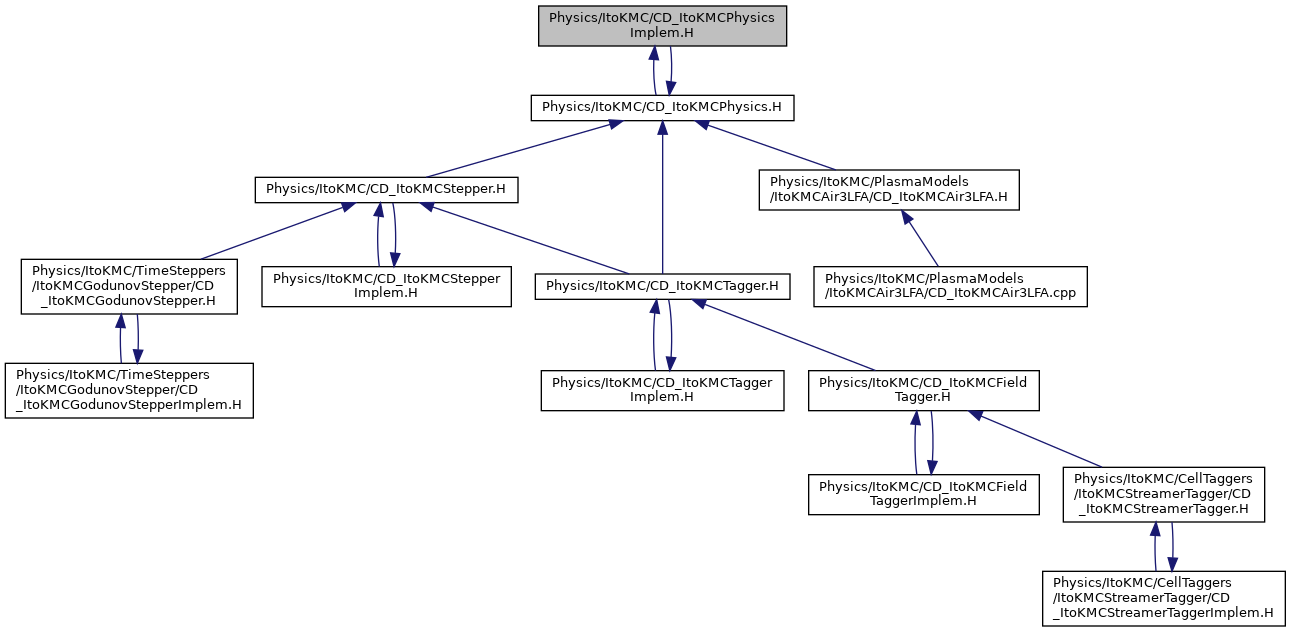 Physics/ItoKMC/CD_ItoKMCPhysics
Implem.H
Physics/ItoKMC/CD_ItoKMCPhysics.H
Physics/ItoKMC/CD_ItoKMCStepper.H
Physics/ItoKMC/PlasmaModels
/ItoKMCAir3LFA/CD_ItoKMCAir3LFA.H
Physics/ItoKMC/TimeSteppers
/ItoKMCGodunovStepper/CD
_ItoKMCGodunovStepper.H
Physics/ItoKMC/CD_ItoKMCStepper
Implem.H
Physics/ItoKMC/CD_ItoKMCTagger.H
Physics/ItoKMC/PlasmaModels
/ItoKMCAir3LFA/CD_ItoKMCAir3LFA.cpp
Physics/ItoKMC/TimeSteppers
/ItoKMCGodunovStepper/CD
_ItoKMCGodunovStepperImplem.H
Physics/ItoKMC/CD_ItoKMCTagger
Implem.H
Physics/ItoKMC/CD_ItoKMCField
Tagger.H
Physics/ItoKMC/CD_ItoKMCField
TaggerImplem.H
Physics/ItoKMC/CellTaggers
/ItoKMCStreamerTagger/CD
_ItoKMCStreamerTagger.H
Physics/ItoKMC/CellTaggers
/ItoKMCStreamerTagger/CD
_ItoKMCStreamerTaggerImplem.H